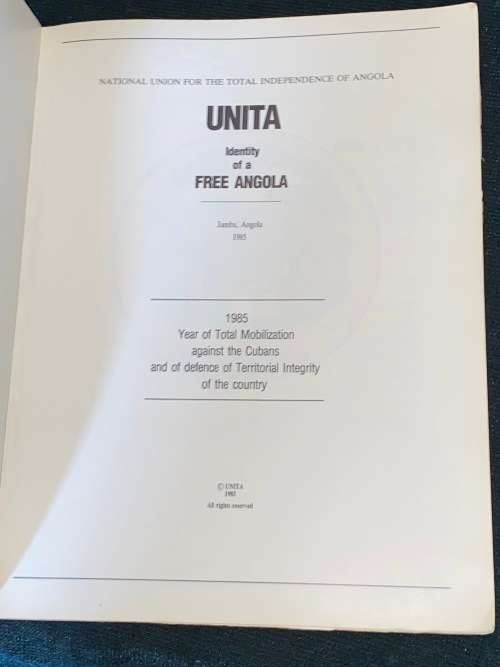 NATIONAL UNION FOR THE TOTAL INDEPENDENCE OF ANGOLA
UNITA
Identity
of a
FREE ANGOLA
Jamba, Angola
1985
1985
Year of Total Mobilization
against the Cubans
and of defence of Territorial Integrity
of the country
© UNITA
1985
All rights reserved